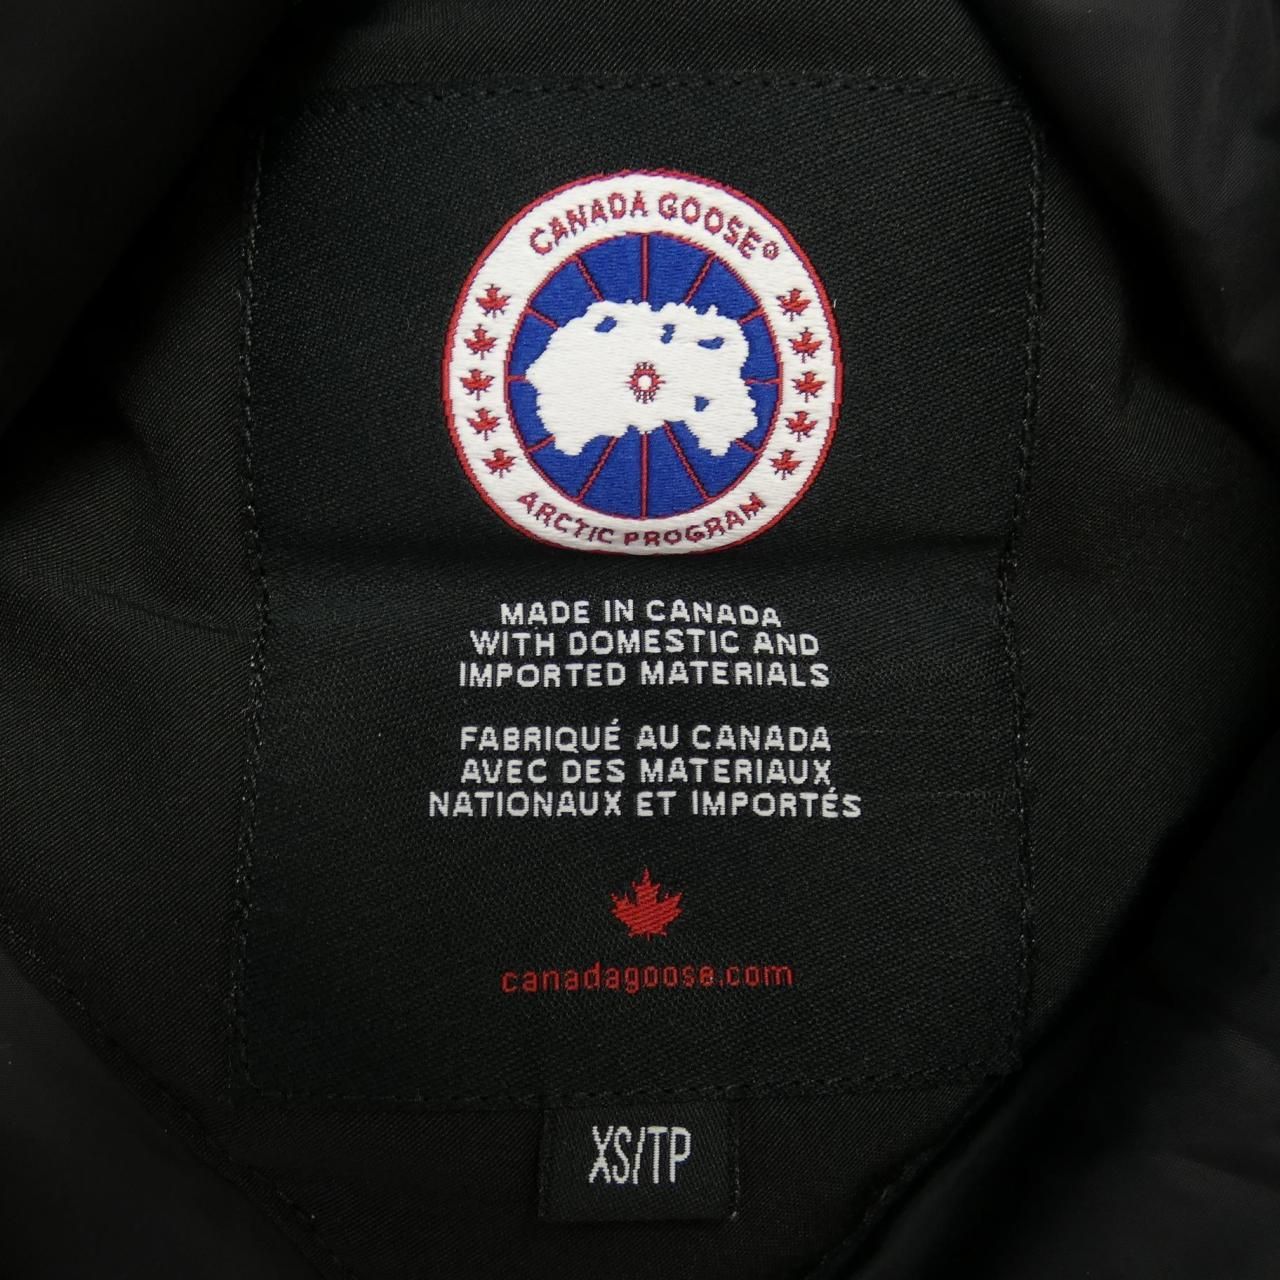 CANADA GOOSE®
ARCTIC PROGRAM
MADE IN CANADA
WITH DOMESTIC AND
IMPORTED MATERIALS
FABRIQUÉ AU CANADA
AVEC DES MATERIAUX
NATIONAUX ET IMPORTÉS
canadagoose.com
XS/TP